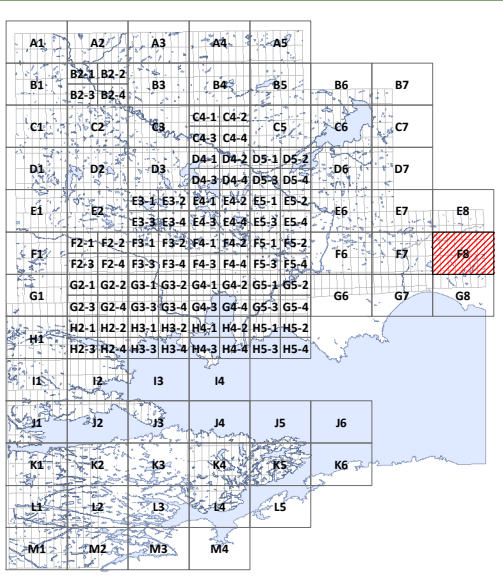 A1 A2 A3 A4 A5
B2-1 B2-2
B1 B3 B4 B5 B6 B7
B2-3 B2-4
C4-1 C4-2
C1 C2 C3 C5 C6 C7
C4-3 C4-4
D4-1 D4-2 D5-1 D5-2
D1 D2 D3 D6 D7
D4-3 D4-4 D5-3 D5-4
E3-1 E3-2 E4-1 E4-2 E5-1 E5-2
E1 E2 E6 E7 E8
E3-3 E3-4 E4-3 E4-4 E5-3 E5-4
F2-1 F2-2 F3-1 F3-2 F4-1 F4-2 F5-1 F5-2
F1 F6 F7 F8
F2-3 F2-4 F3-3 F3-4 F4-3 F4-4 F5-3 F5-4
G2-1 G2-2 G3-1 G3-2 G4-1 G4-2 G5-1 G5-2
G1 G6 G7 G8
G2-3 G2-4 G3-3 G3-4 G4-3 G4-4 G5-3 G5-4
H2-1 H2-2 H3-1 H3-2 H4-1 H4-2 H5-1 H5-2
H1
H2-3 H2-4 H3-3 H3-4 H4-3 H4-4 H5-3 H5-4
I1 I2 I3 I4
J1 J2 J3 J4 J5 J6
K1 K2 K3 K4 K5 K6
L1 L2 L3 L4 L5
M1 M2 M3 M4